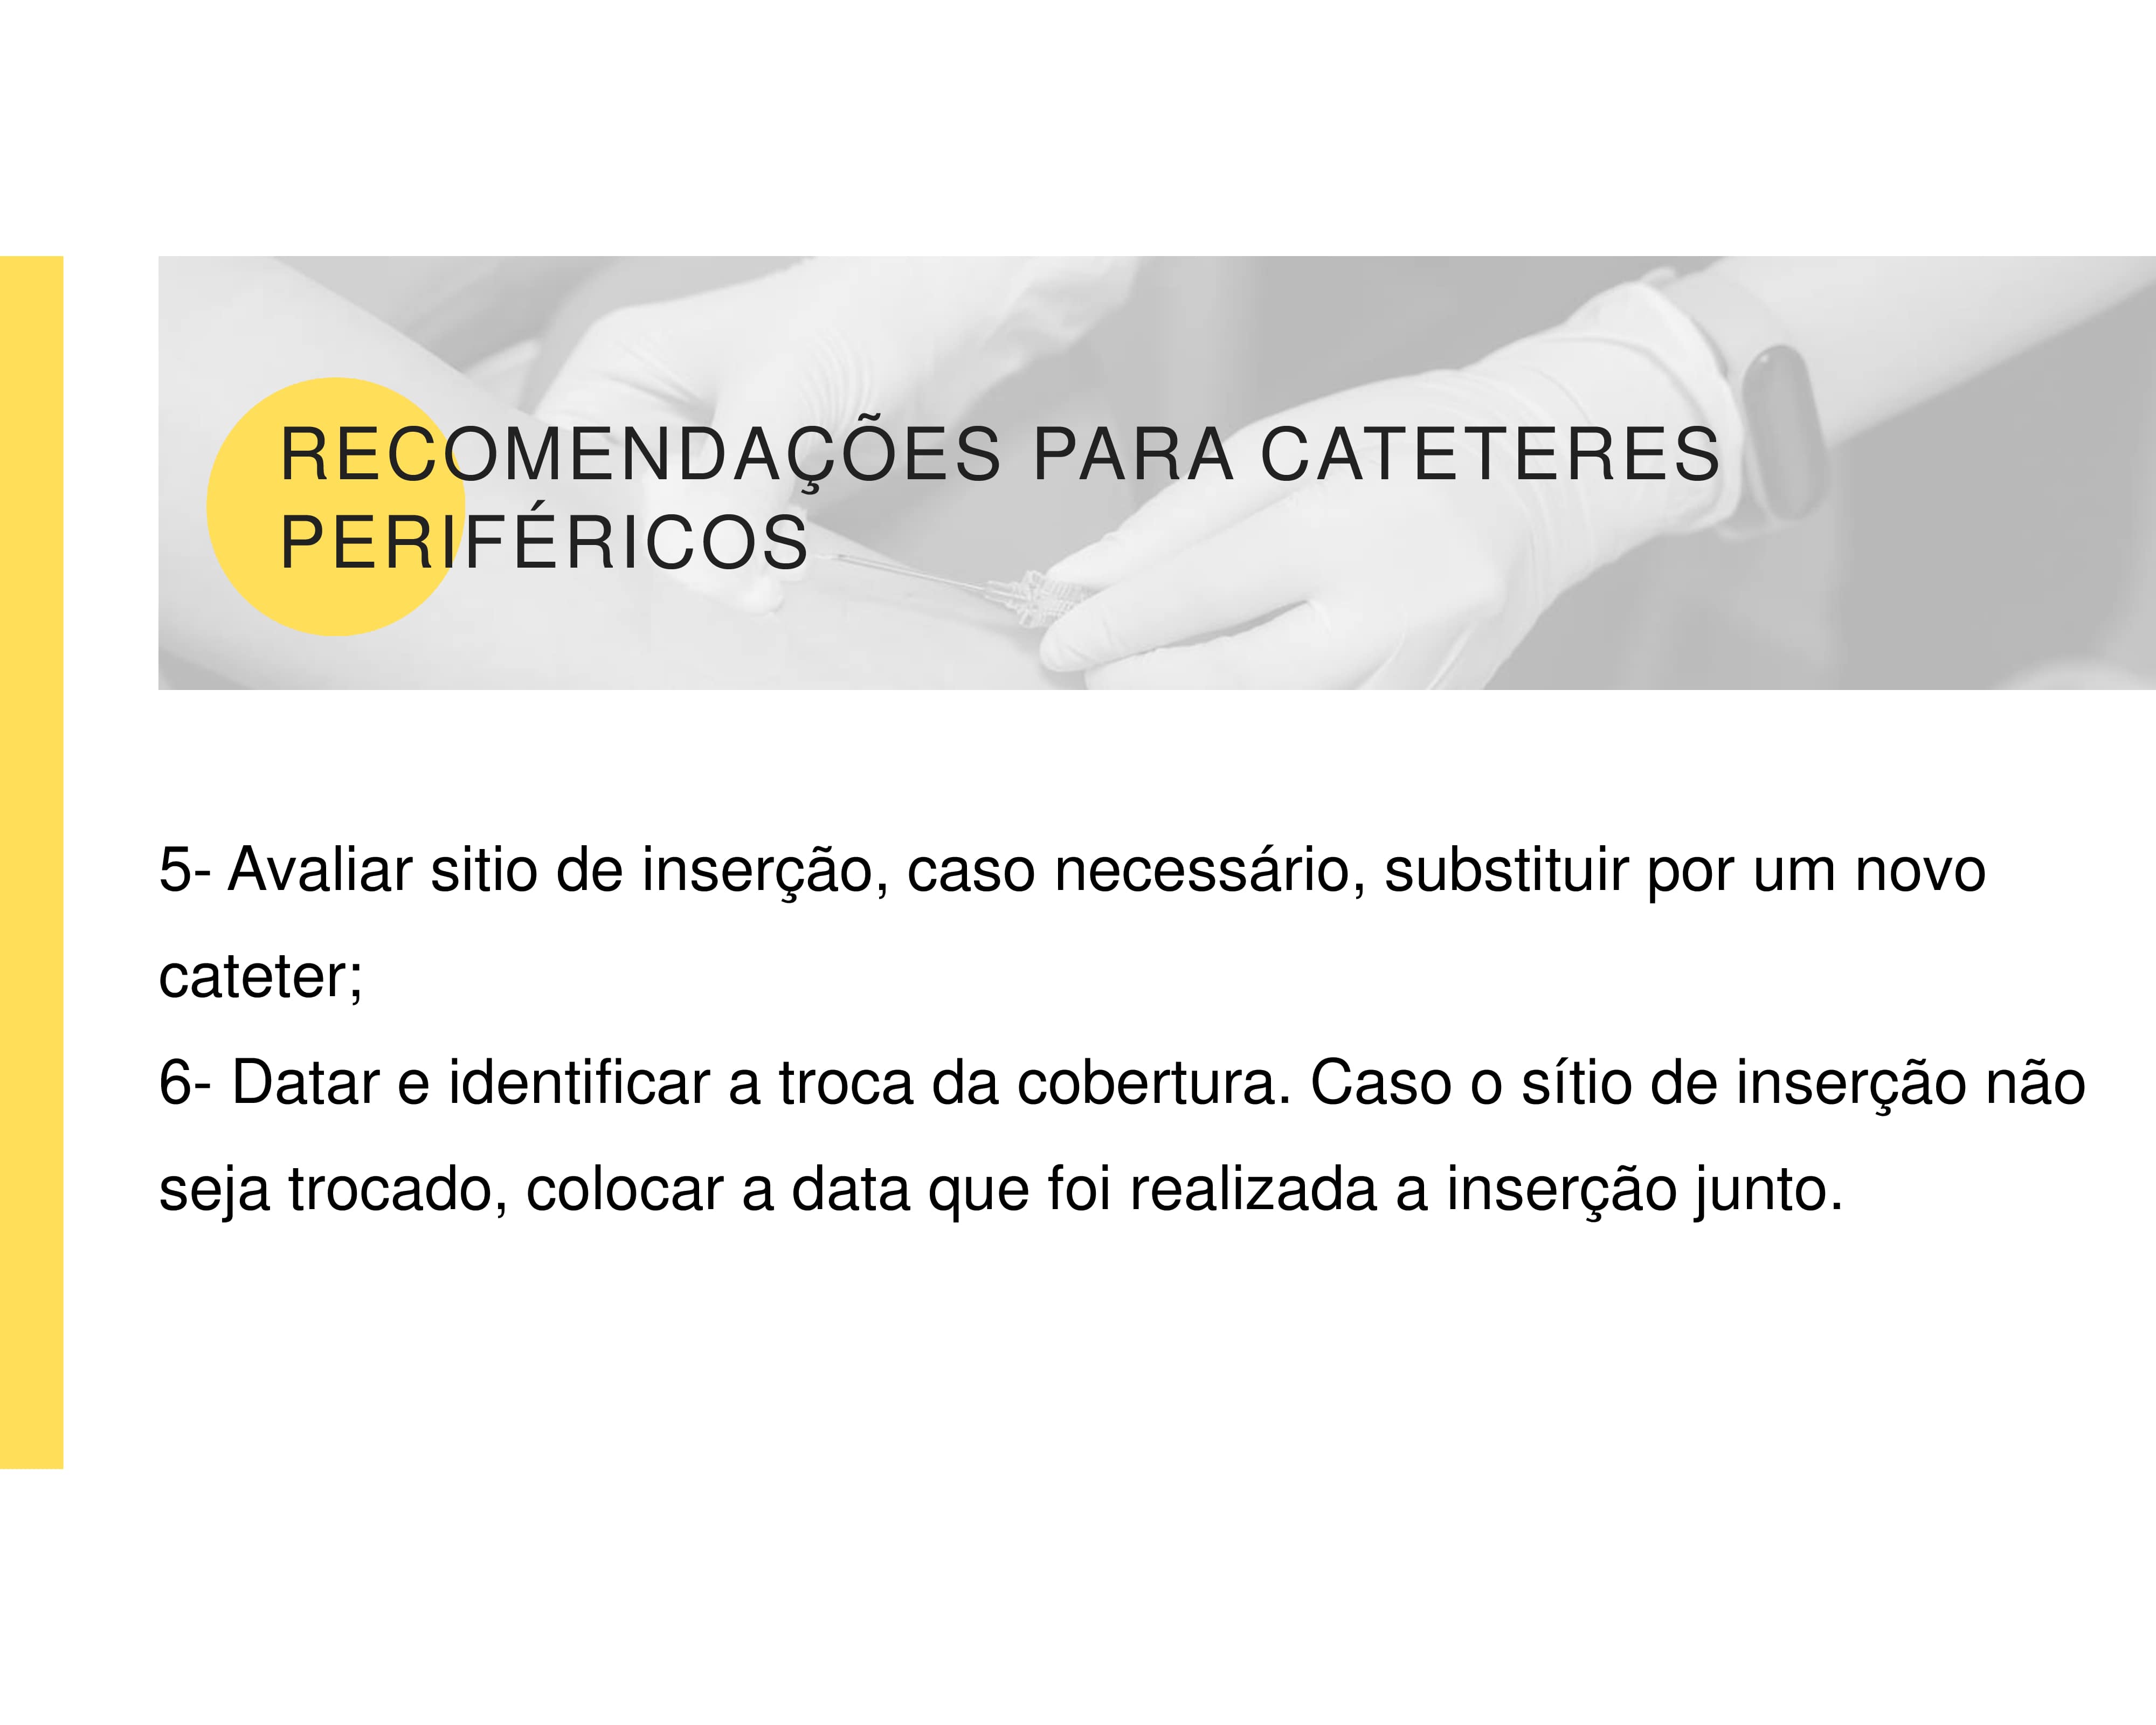 RECOMENDAÇÕES PARA CATETERES
PERIFÉRICOS
5- Avaliar sitio de inserção, caso necessário, substituir por um novo
cateter;
6- Datar e identificar a troca da cobertura. Caso o sítio de inserção não
seja trocado, colocar a data que foi realizada a inserção junto.